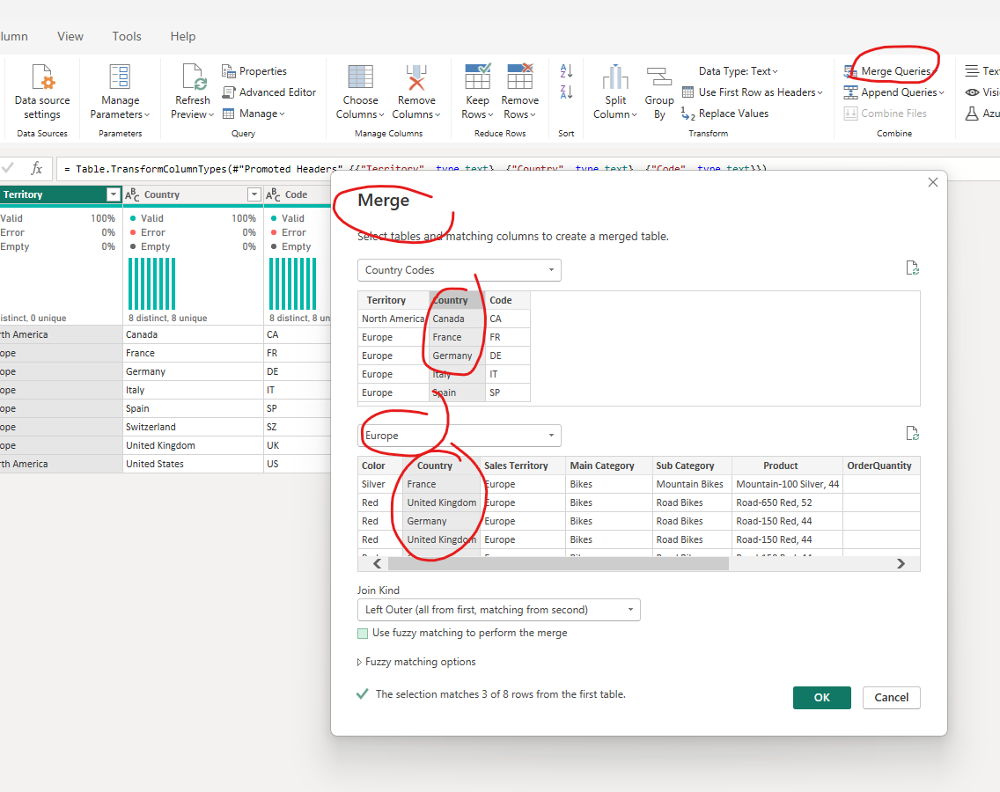 lumn View Tools Help
Data source settings
Data Sources
Manage Parameters
Parameters
Refresh Preview
Properties
Advanced Editor
Manage
Query
Choose Columns
Remove Columns
Manage Columns
Keep Rows
Remove Rows
Reduce Rows
Sort
Split Column
Group By
Data Type: Text
Use First Row as Headers
Replace Values
Transform
Merge Queries
Append Queries
Combine Files
Combine
Text
Visi
Azu
fx = Table.TransformColumnTypes(#"Promoted Headers",{{"Territory", type text}, {"Country", type text}, {"Code", type text}})
Territory ABC Country ABC Code
Valid 100% Valid 100% Valid
Error 0% Error 0% Error
Empty 0% Empty 0% Empty
istinct, 0 unique 8 distinct, 8 unique 8 distinct, 8 un
th America Canada CA
ope France FR
ope Germany DE
ope Italy IT
ope Spain SP
ope Switzerland SZ
ope United Kingdom UK
th America United States US
Merge
Select tables and matching columns to create a merged table.
Country Codes
Territory Country Code
North America Canada CA
Europe France FR
Europe Germany DE
Europe Italy IT
Europe Spain SP
Europe
Color Country Sales Territory Main Category Sub Category Product OrderQuantity
Silver France Europe Bikes Mountain Bikes Mountain-100 Silver, 44
Red United Kingdom Europe Bikes Road Bikes Road-650 Red, 52
Red Germany Europe Bikes Road Bikes Road-150 Red, 44
Red United Kingdom Europe Bikes Road Bikes Road-150 Red, 44
Join Kind
Left Outer (all from first, matching from second)
Use fuzzy matching to perform the merge
Fuzzy matching options
The selection matches 3 of 8 rows from the first table.
OK Cancel